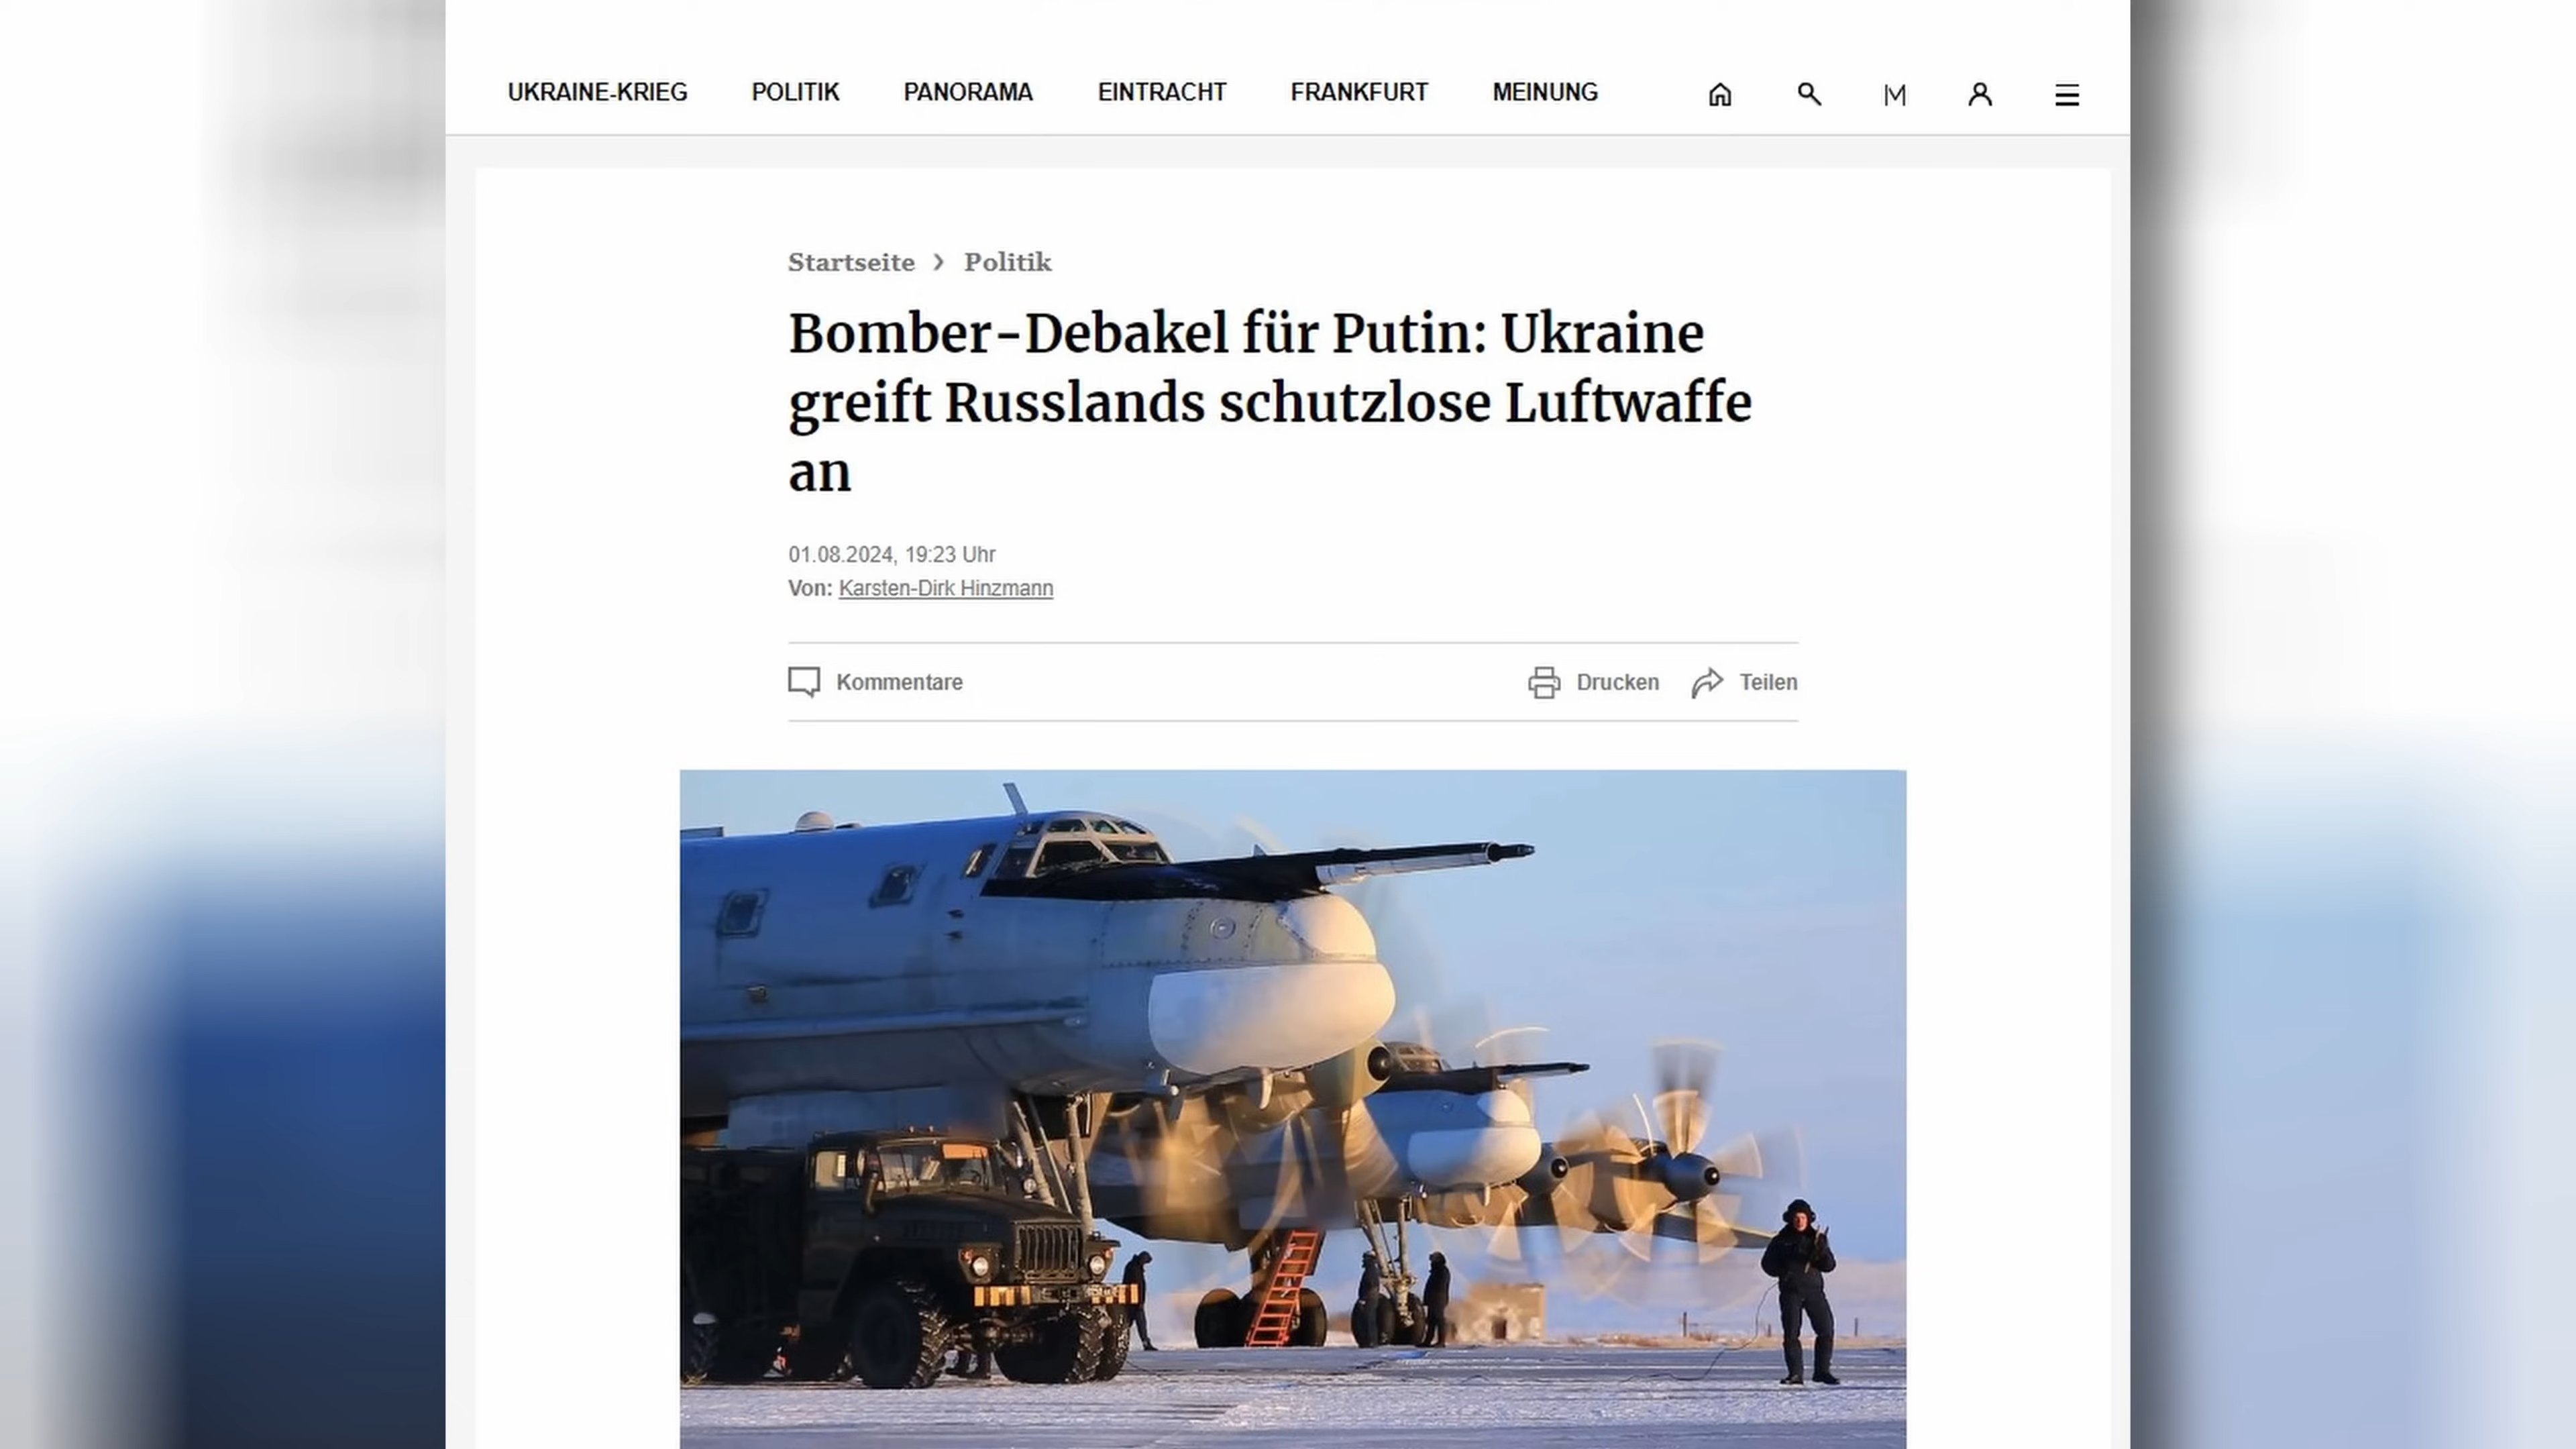 UKRAINE-KRIEG POLITIK PANORAMA EINTRACHT FRANKFURT MEINUNG
Startseite > Politik
Bomber-Debakel für Putin: Ukraine
greift Russlands schutzlose Luftwaffe
an
01.08.2024, 19:23 Uhr
Von: Karsten-Dirk Hinzmann
Kommentare Drucken Teilen